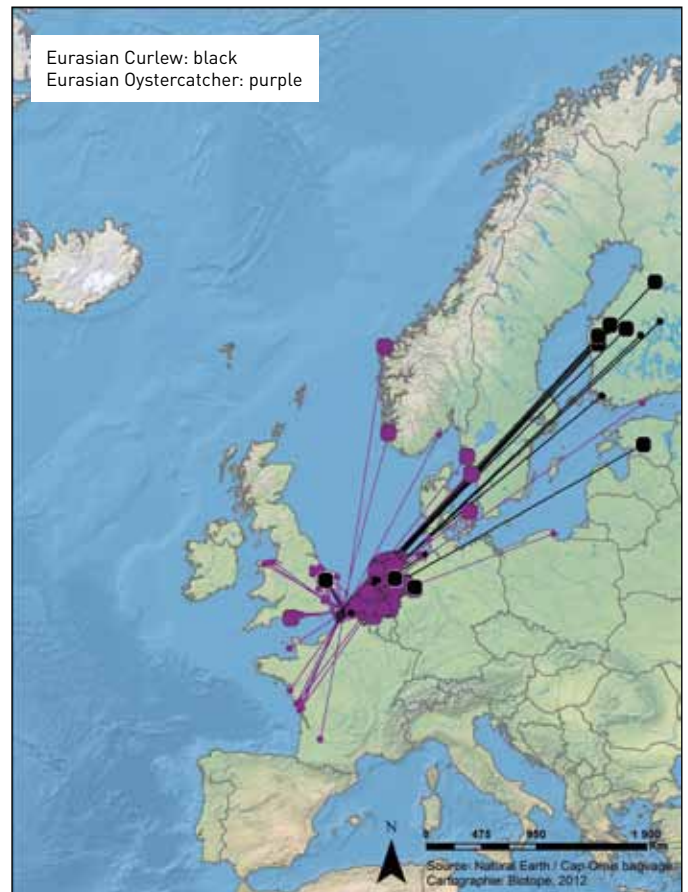 Eurasian Curlew: black
Eurasian Oystercatcher: purple
N
0 475 950 1 900
Km
Source: Natural Earth / Cap Ornis baguage
Cartographie: Biotope, 2012